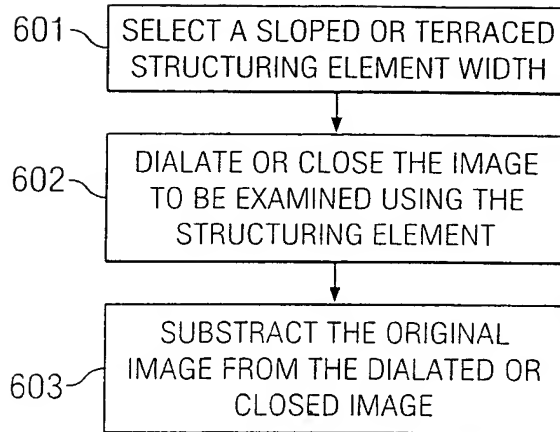 601
SELECT A SLOPED OR TERRACED
STRUCTURING ELEMENT WIDTH
602
DIALATE OR CLOSE THE IMAGE
TO BE EXAMINED USING THE
STRUCTURING ELEMENT
603
SUBSTRACT THE ORIGINAL
IMAGE FROM THE DIALATED OR
CLOSED IMAGE